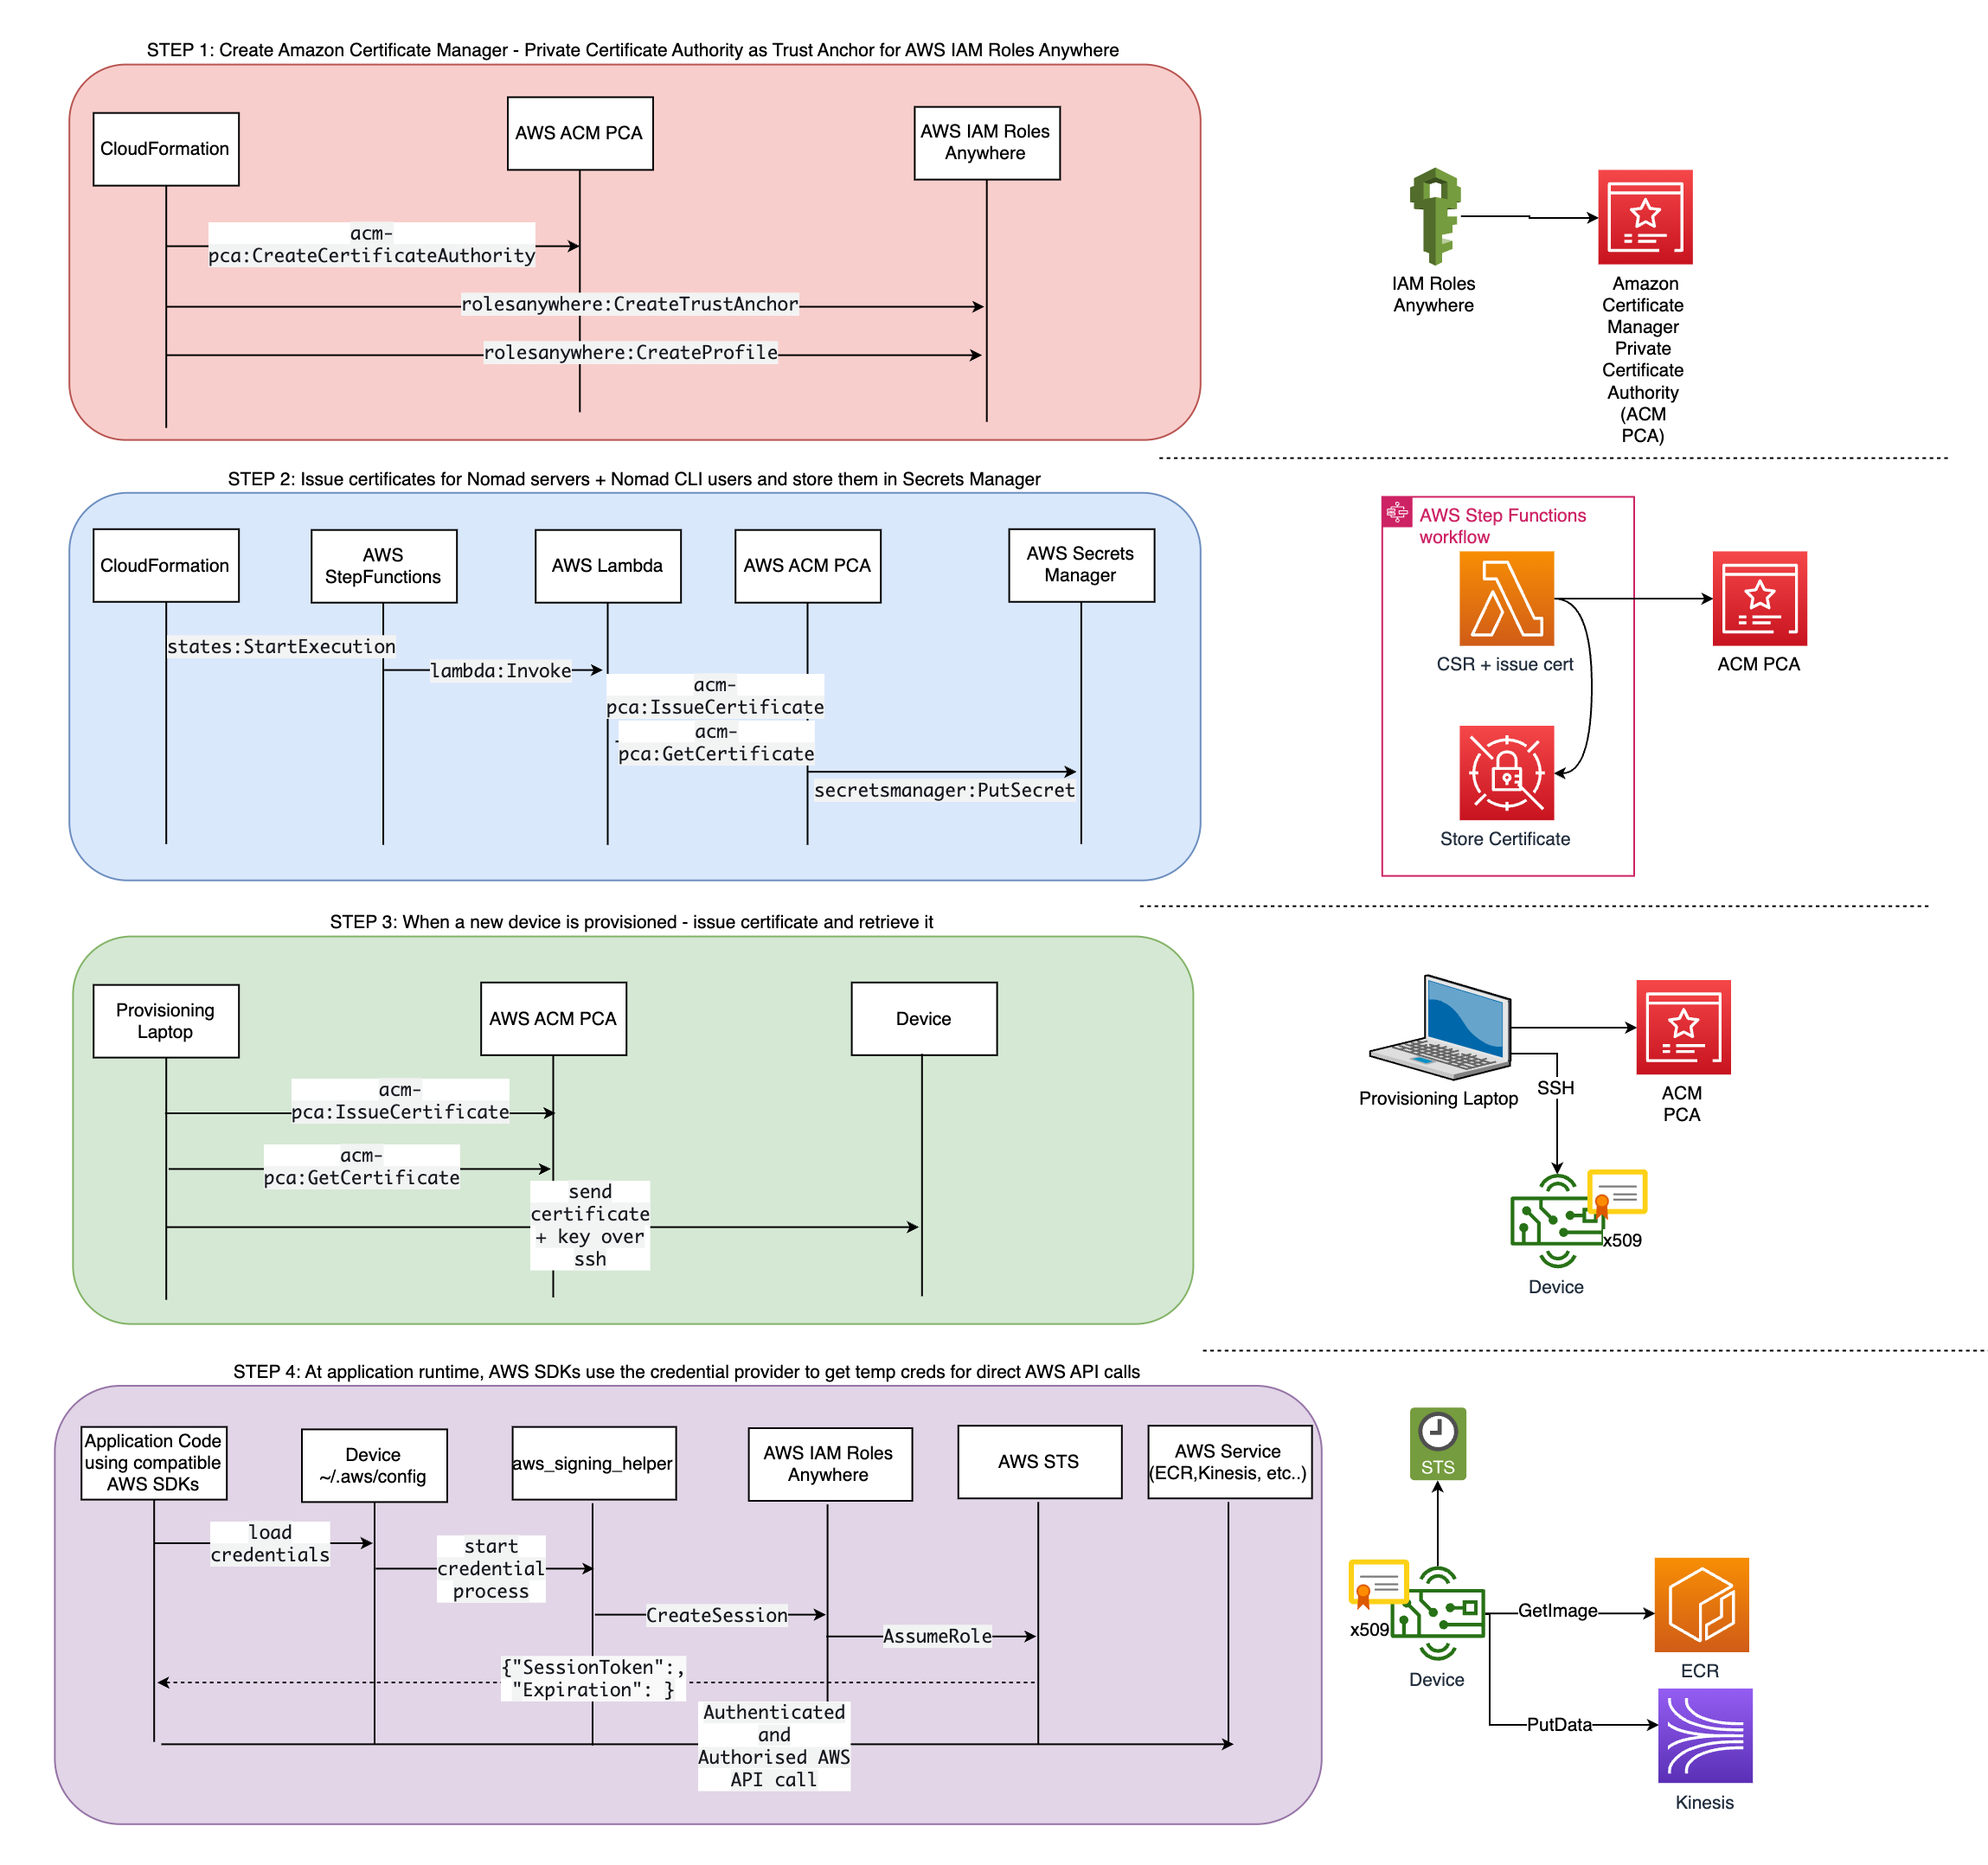 STEP 1: Create Amazon Certificate Manager - Private Certificate Authority as Trust Anchor for AWS IAM Roles Anywhere
CloudFormation
AWS ACM PCA
AWS IAM Roles
Anywhere
acm-
pca:CreateCertificateAuthority
rolesanywhere:CreateTrustAnchor
rolesanywhere:CreateProfile
IAM Roles
Anywhere
Amazon
Certificate
Manager
Private
Certificate
Authority
(ACM
PCA)
STEP 2: Issue certificates for Nomad servers + Nomad CLI users and store them in Secrets Manager
CloudFormation
AWS
StepFunctions
AWS Lambda
AWS ACM PCA
AWS Secrets
Manager
states:StartExecution
lambda:Invoke
acm-
pca:IssueCertificate
acm-
pca:GetCertificate
secretsmanager:PutSecret
AWS Step Functions
workflow
CSR + issue cert
ACM PCA
Store Certificate
STEP 3: When a new device is provisioned - issue certificate and retrieve it
Provisioning
Laptop
AWS ACM PCA
Device
acm-
pca:IssueCertificate
acm-
pca:GetCertificate
send
certificate
+ key over
ssh
Provisioning Laptop
SSH
ACM
PCA
x509
Device
STEP 4: At application runtime, AWS SDKs use the credential provider to get temp creds for direct AWS API calls
Application Code
using compatible
AWS SDKs
Device
~/.aws/config
aws_signing_helper
AWS IAM Roles
Anywhere
AWS STS
AWS Service
(ECR,Kinesis, etc..)
load
credentials
start
credential
process
CreateSession
AssumeRole
{"SessionToken":,
"Expiration": }
Authenticated
and
Authorised AWS
API call
STS
x509
Device
GetImage
ECR
PutData
Kinesis